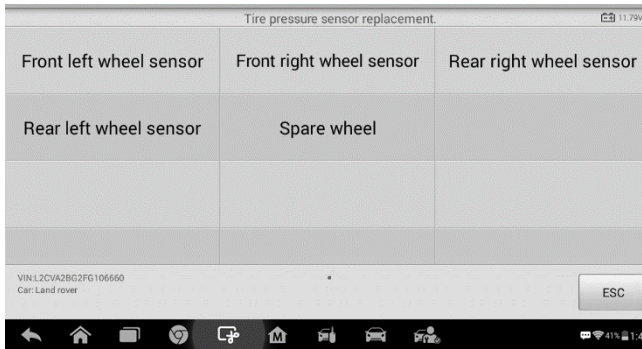 Tire pressure sensor replacement.
11.79V
Front left wheel sensor
Front right wheel sensor
Rear right wheel sensor
Rear left wheel sensor
Spare wheel
VIN:L2CVA2BG2FG106660
Car: Land rover
ESC
M
41%